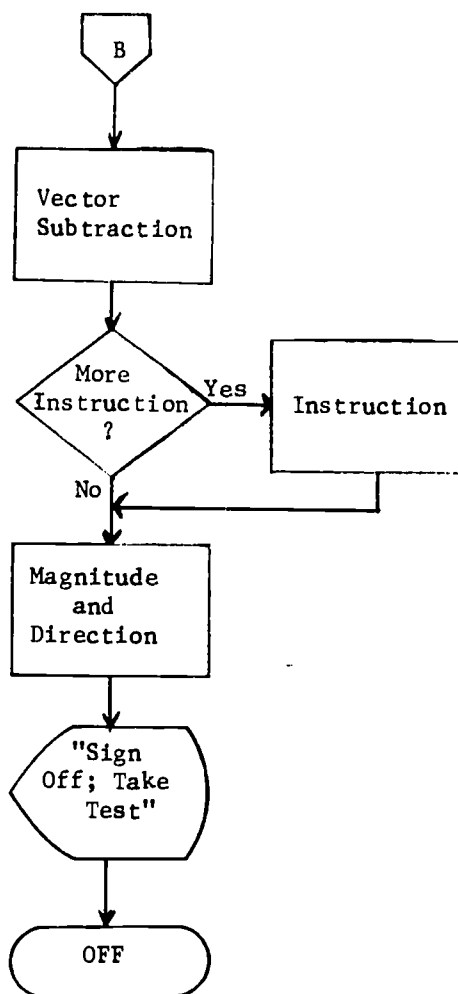 B
Vector
Subtraction
More
Instruction
?
Yes
Instruction
No
Magnitude
and
Direction
"Sign
Off; Take
Test"
OFF